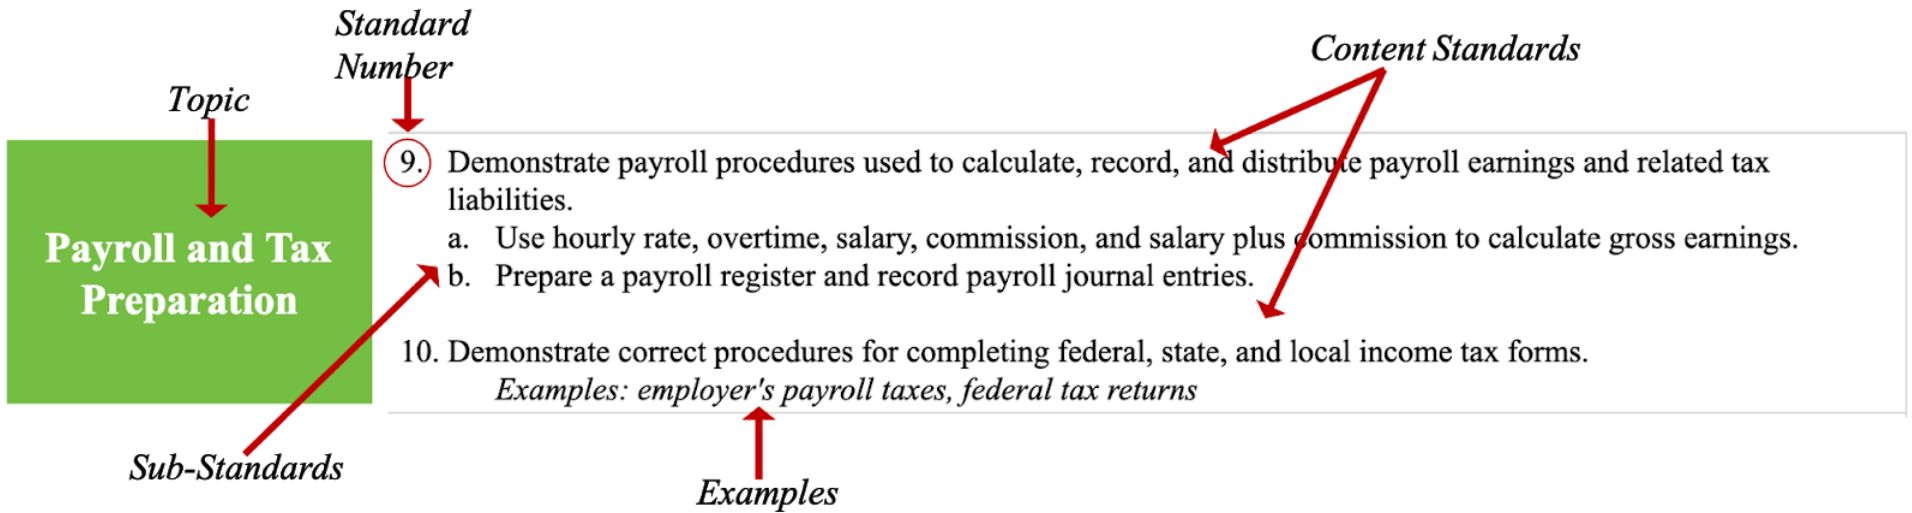 Standard
Number
Content Standards
Topic
9. Demonstrate payroll procedures used to calculate, record, and distribute payroll earnings and related tax
liabilities.
a. Use hourly rate, overtime, salary, commission, and salary plus commission to calculate gross earnings.
b. Prepare a payroll register and record payroll journal entries.
Payroll and Tax
Preparation
10. Demonstrate correct procedures for completing federal, state, and local income tax forms.
Examples: employer's payroll taxes, federal tax returns
Sub-Standards
Examples